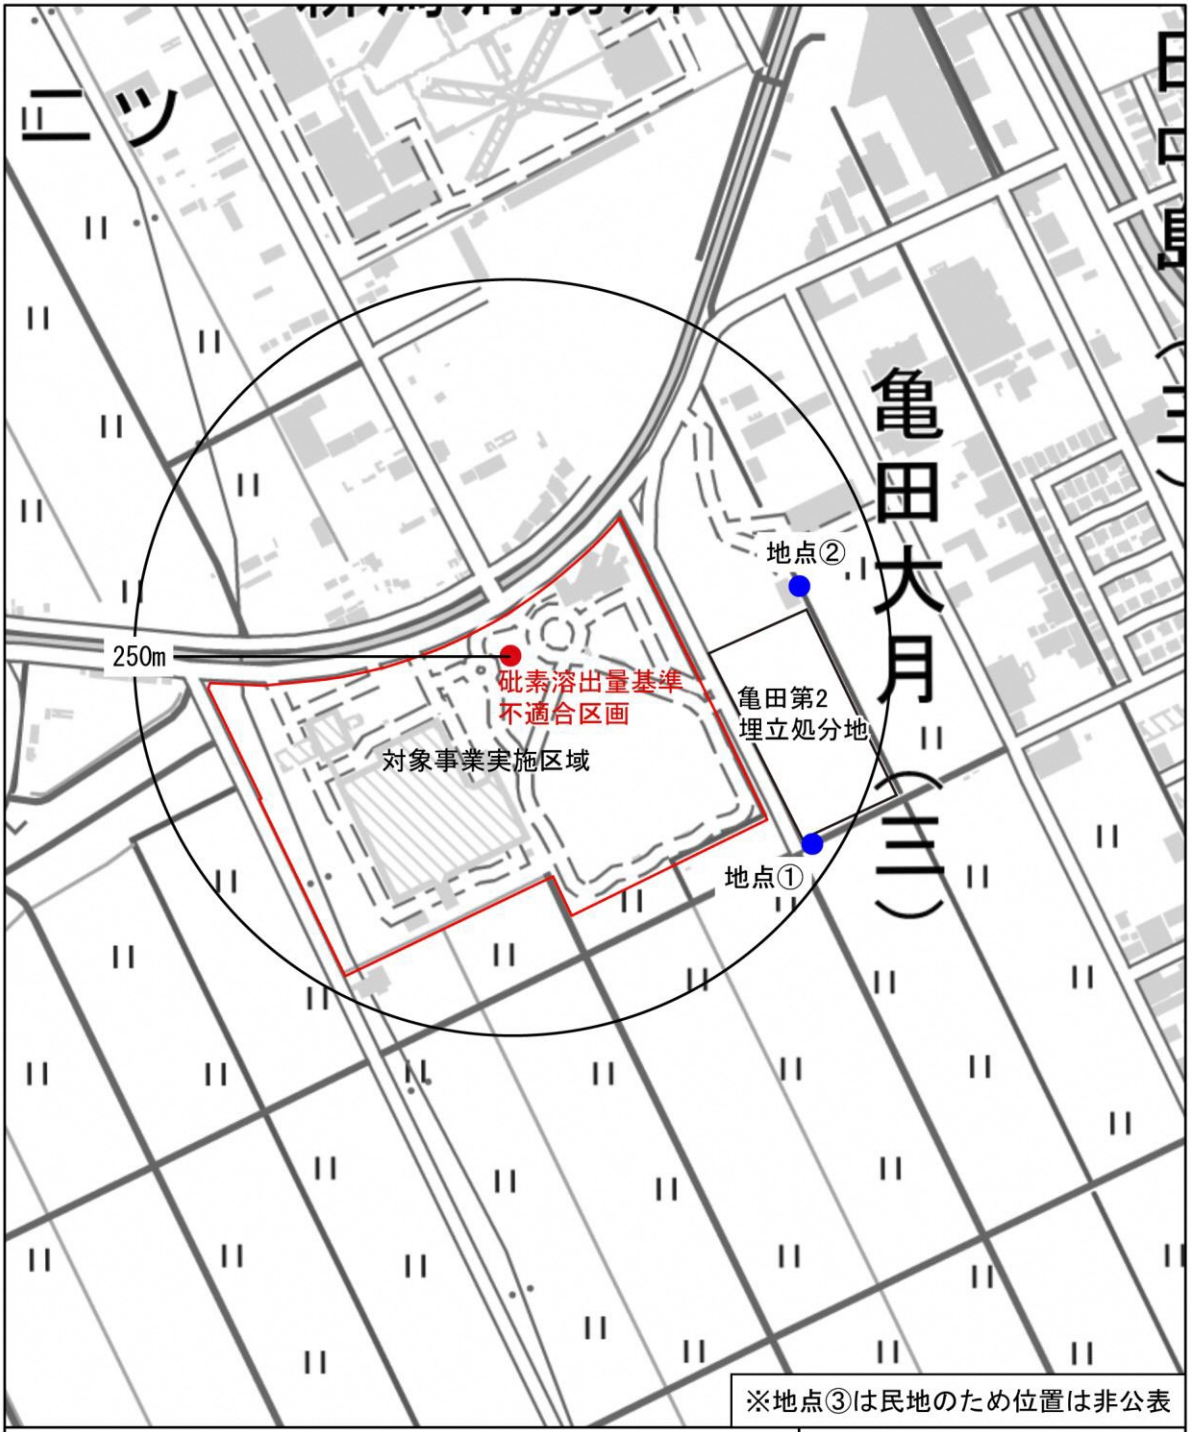 二ツ
亀田大月(三)
(三)
地点②
250m
砒素溶出量基準
不適合区画
亀田第2
埋立処分地
対象事業実施区域
地点①
※地点③は民地のため位置は非公表